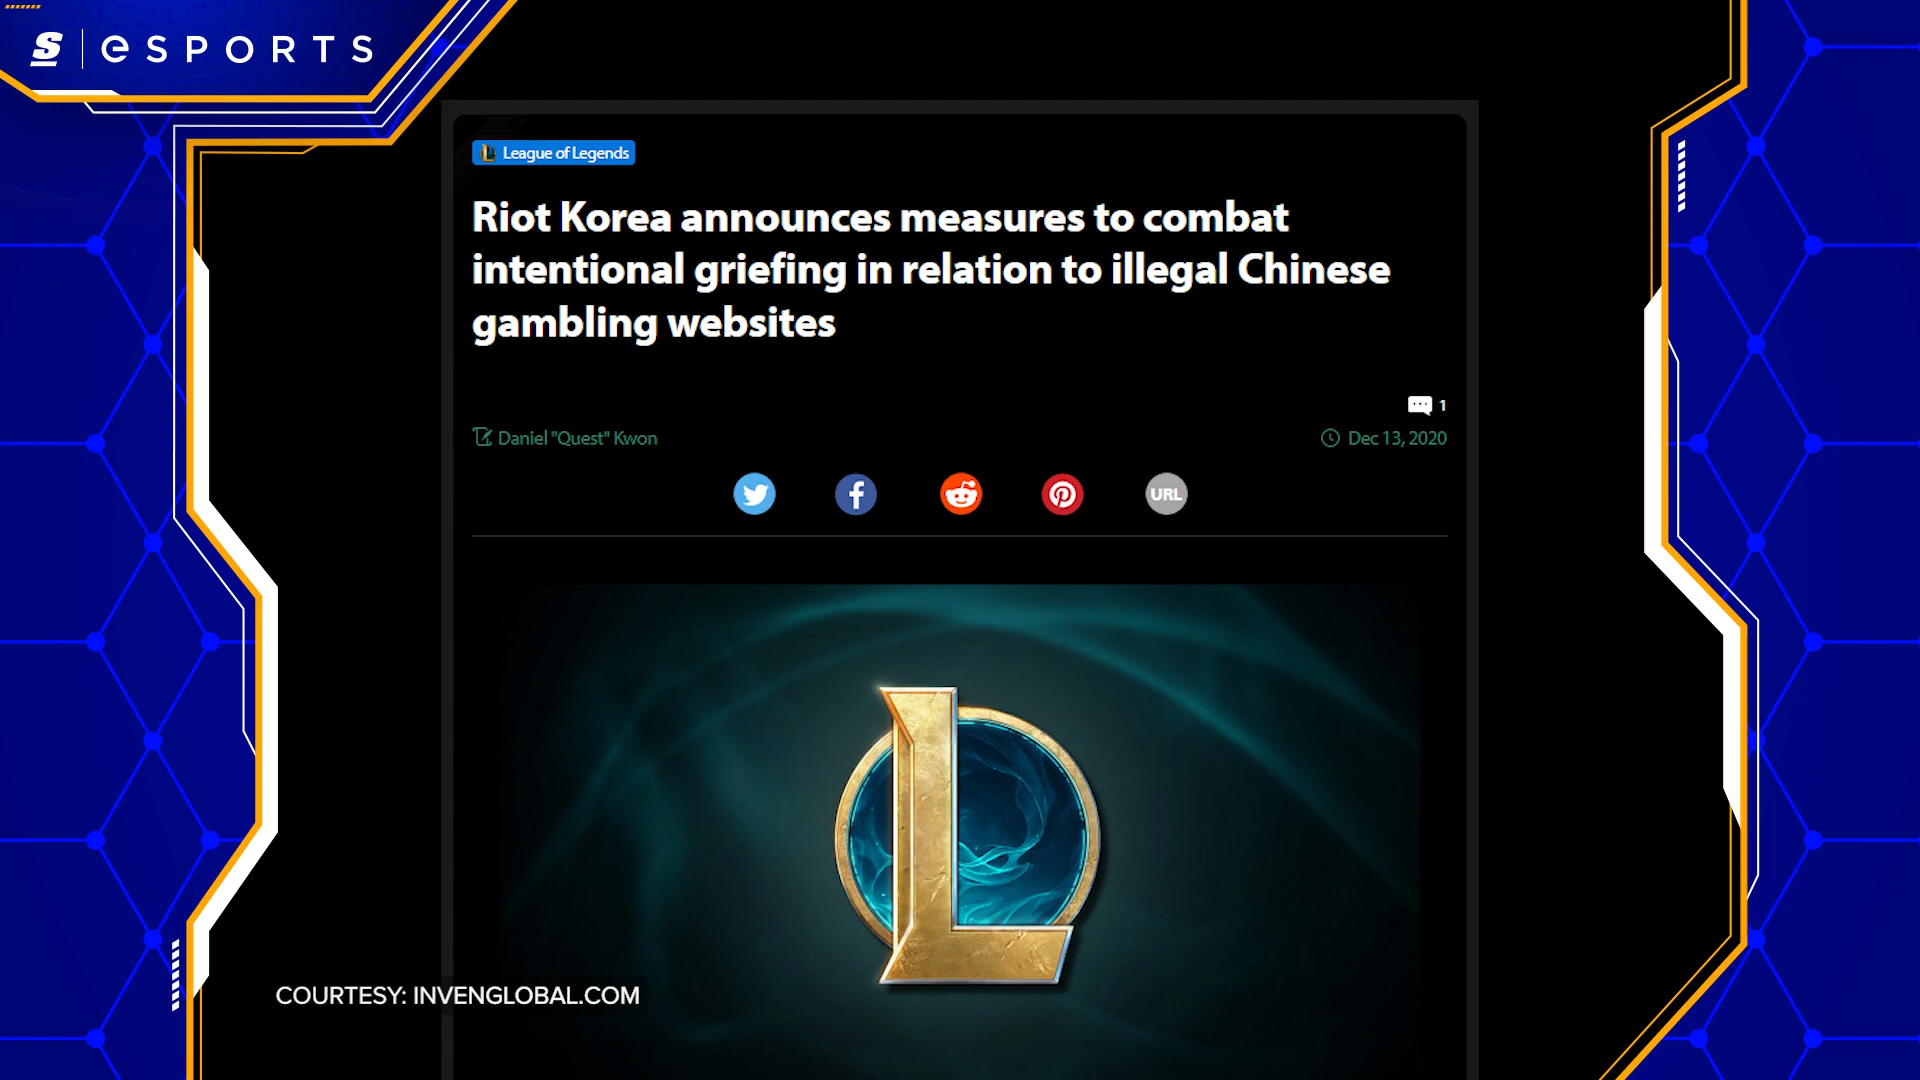 S | eSPORTS
League of Legends
Riot Korea announces measures to combat
intentional griefing in relation to illegal Chinese
gambling websites
1
Daniel "Quest" Kwon
Dec 13, 2020
URL
L
COURTESY: INVENGLOBAL.COM